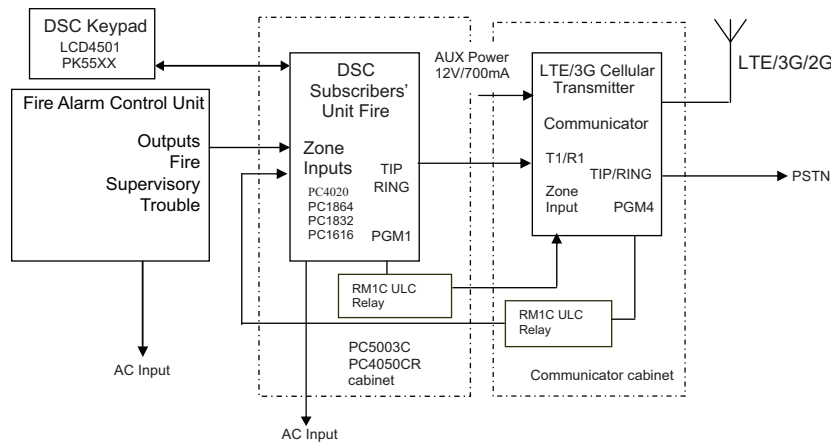 DSC Keypad
LCD4501
PK55XX
Fire Alarm Control Unit
Outputs
Fire
Supervisory
Trouble
AC Input
DSC
Subscribers'
Unit Fire
Zone
Inputs
PC4020
PC1864
PC1832
PC1616
TIP
RING
PGM1
RM1C ULC
Relay
PC5003C
PC4050CR
cabinet
AC Input
AUX Power
12V/700mA
LTE/3G Cellular
Transmitter
Communicator
T1/R1
TIP/RING
Zone
Input
PGM4
RM1C ULC
Relay
Communicator cabinet
LTE/3G/2G
PSTN